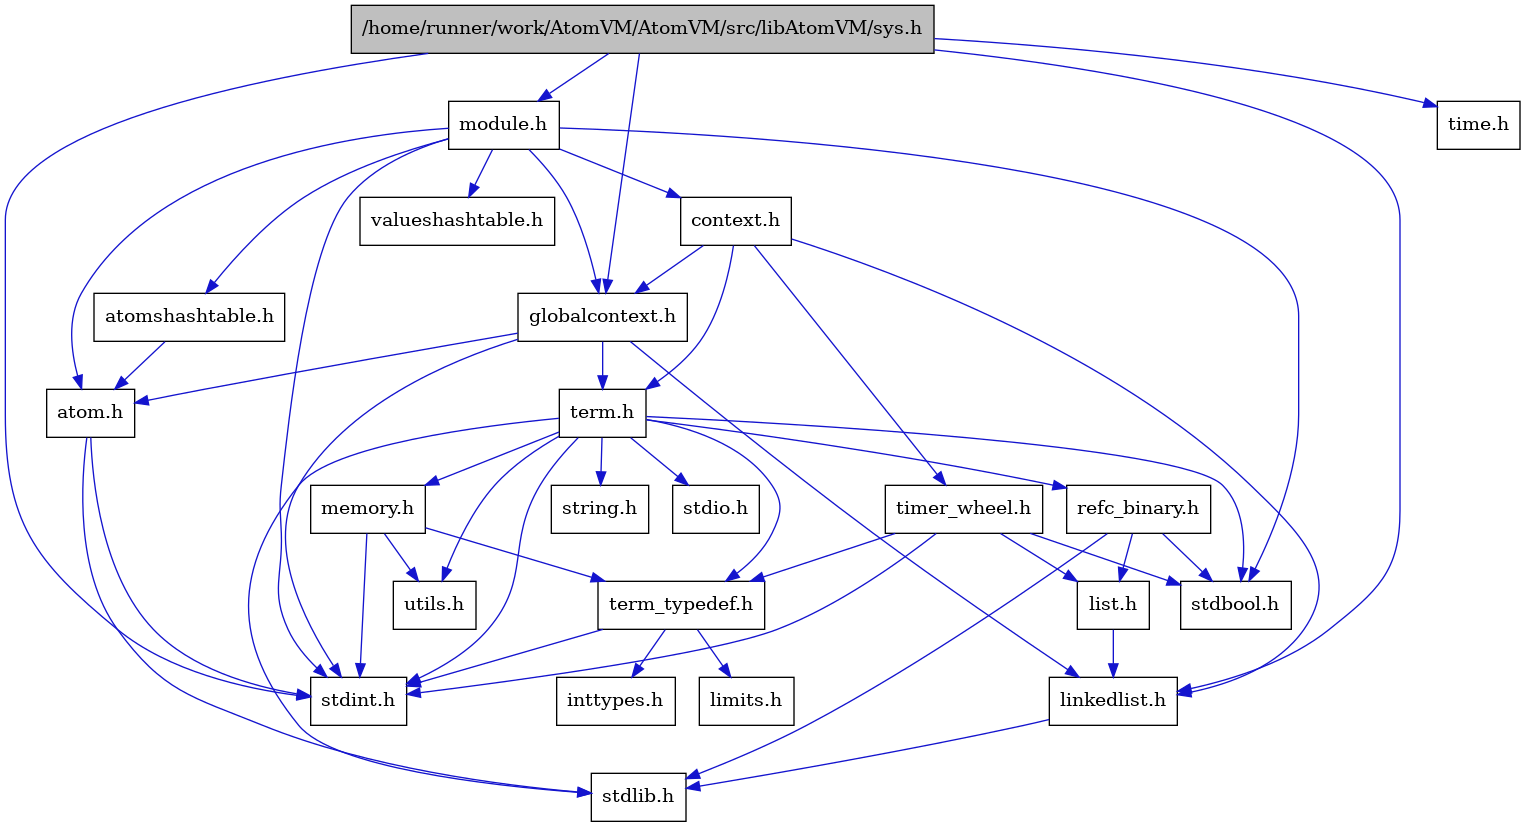 /home/runner/work/AtomVM/AtomVM/src/libAtomVM/sys.h
module.h
time.h
valueshashtable.h
context.h
atomshashtable.h
globalcontext.h
atom.h
term.h
memory.h
string.h
stdio.h
timer_wheel.h
refc_binary.h
utils.h
term_typedef.h
list.h
stdbool.h
stdint.h
inttypes.h
limits.h
linkedlist.h
stdlib.h